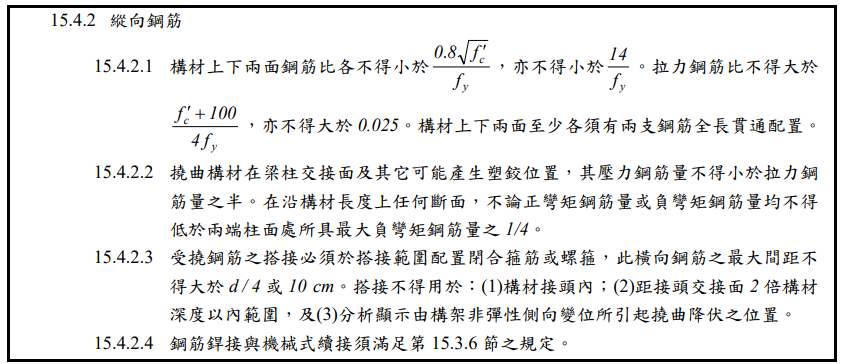 15.4.2 縱向鋼筋
15.4.2.1 構材上下兩面鋼筋比各不得小於 0.8√f′c / fy ，亦不得小於 14 / fy 。拉力鋼筋比不得大於
f′c + 100 / 4fy ，亦不得大於 0.025。構材上下兩面至少各須有兩支鋼筋全長貫通配置。
15.4.2.2 撓曲構材在梁柱交接面及其它可能產生塑鉸位置，其壓力鋼筋量不得小於拉力鋼
筋量之半。在沿構材長度上任何斷面，不論正彎矩鋼筋量或負彎矩鋼筋量均不得
低於兩端柱面處所具最大負彎矩鋼筋量之 1/4。
15.4.2.3 受撓鋼筋之搭接必須於搭接範圍配置閉合箍筋或螺箍，此橫向鋼筋之最大間距不
得大於 d / 4 或 10 cm。搭接不得用於：(1)構材接頭內；(2)距接頭交接面 2 倍構材
深度以內範圍，及(3)分析顯示由構架非彈性側向變位所引起撓曲降伏之位置。
15.4.2.4 鋼筋銲接與機械式續接須滿足第 15.3.6 節之規定。